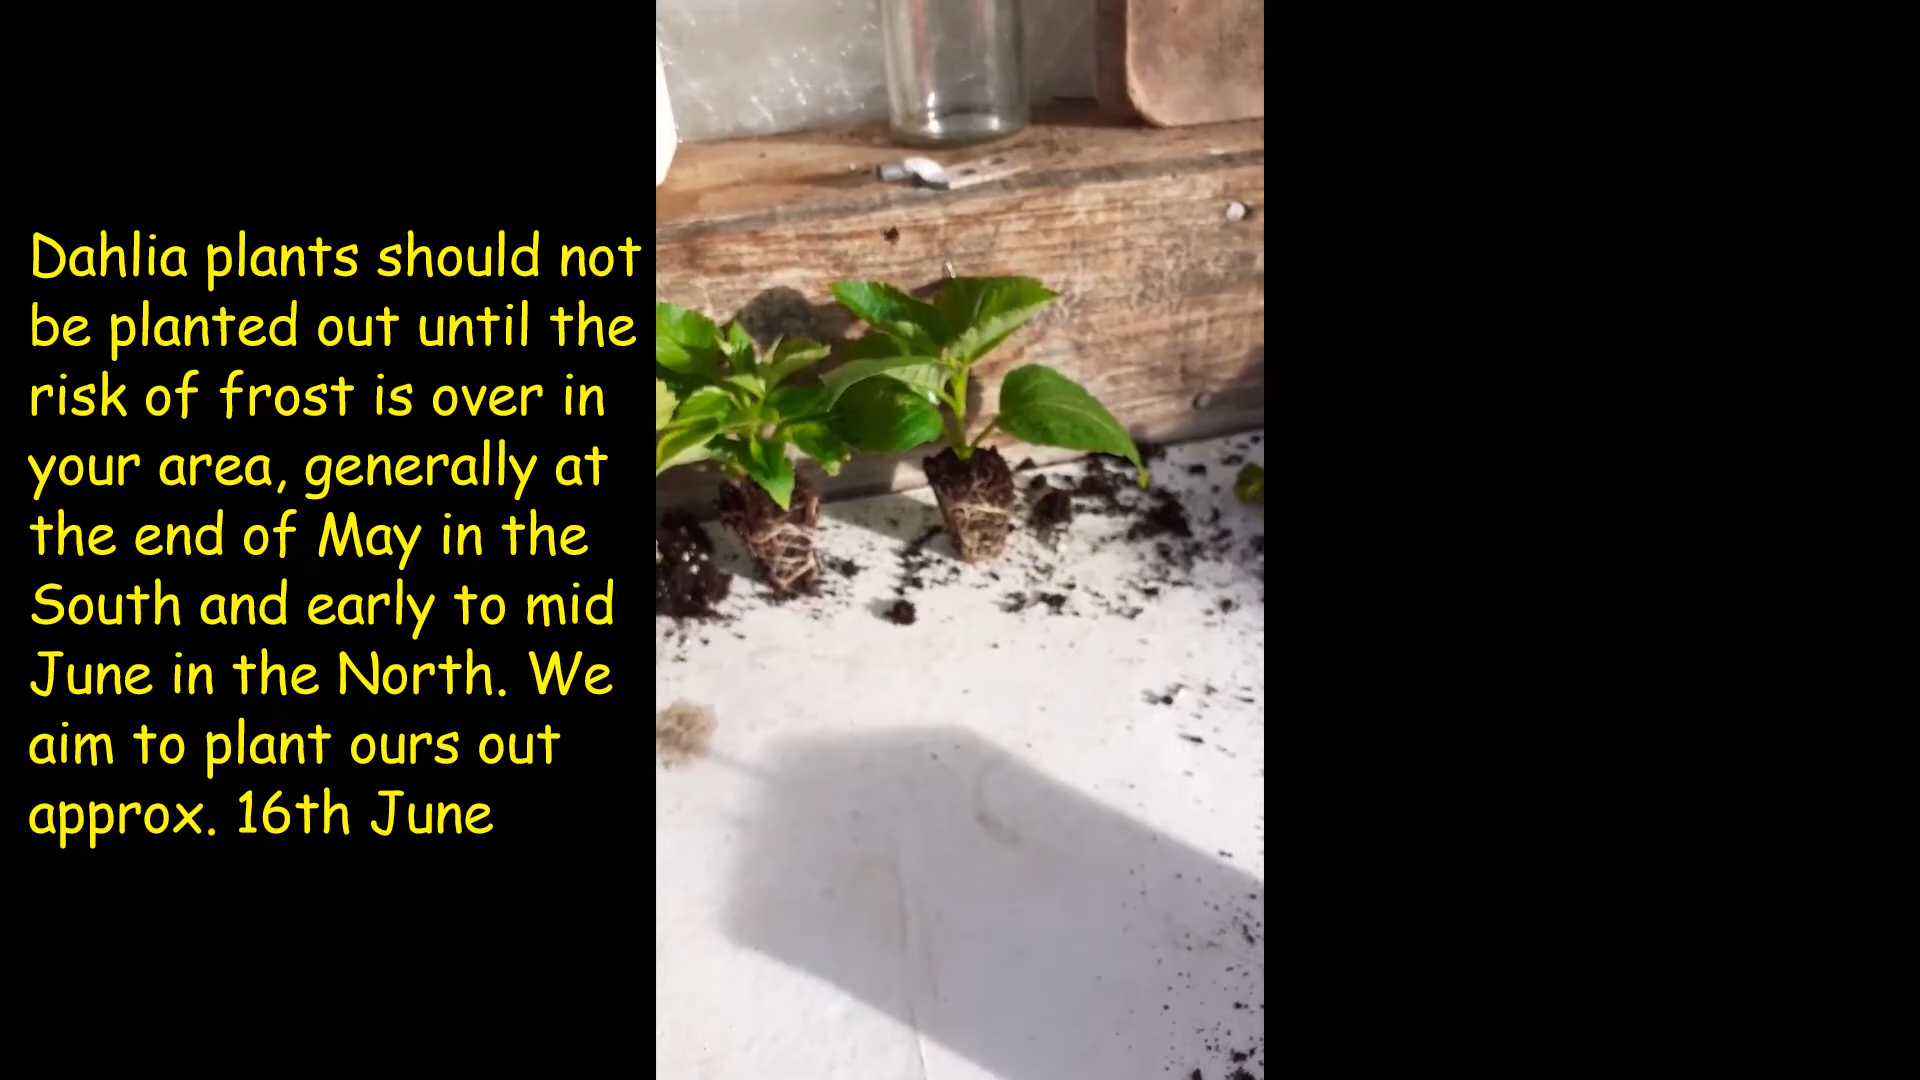 Dahlia plants should not
be planted out until the
risk of frost is over in
your area, generally at
the end of May in the
South and early to mid
June in the North. We
aim to plant ours out
approx. 16th June